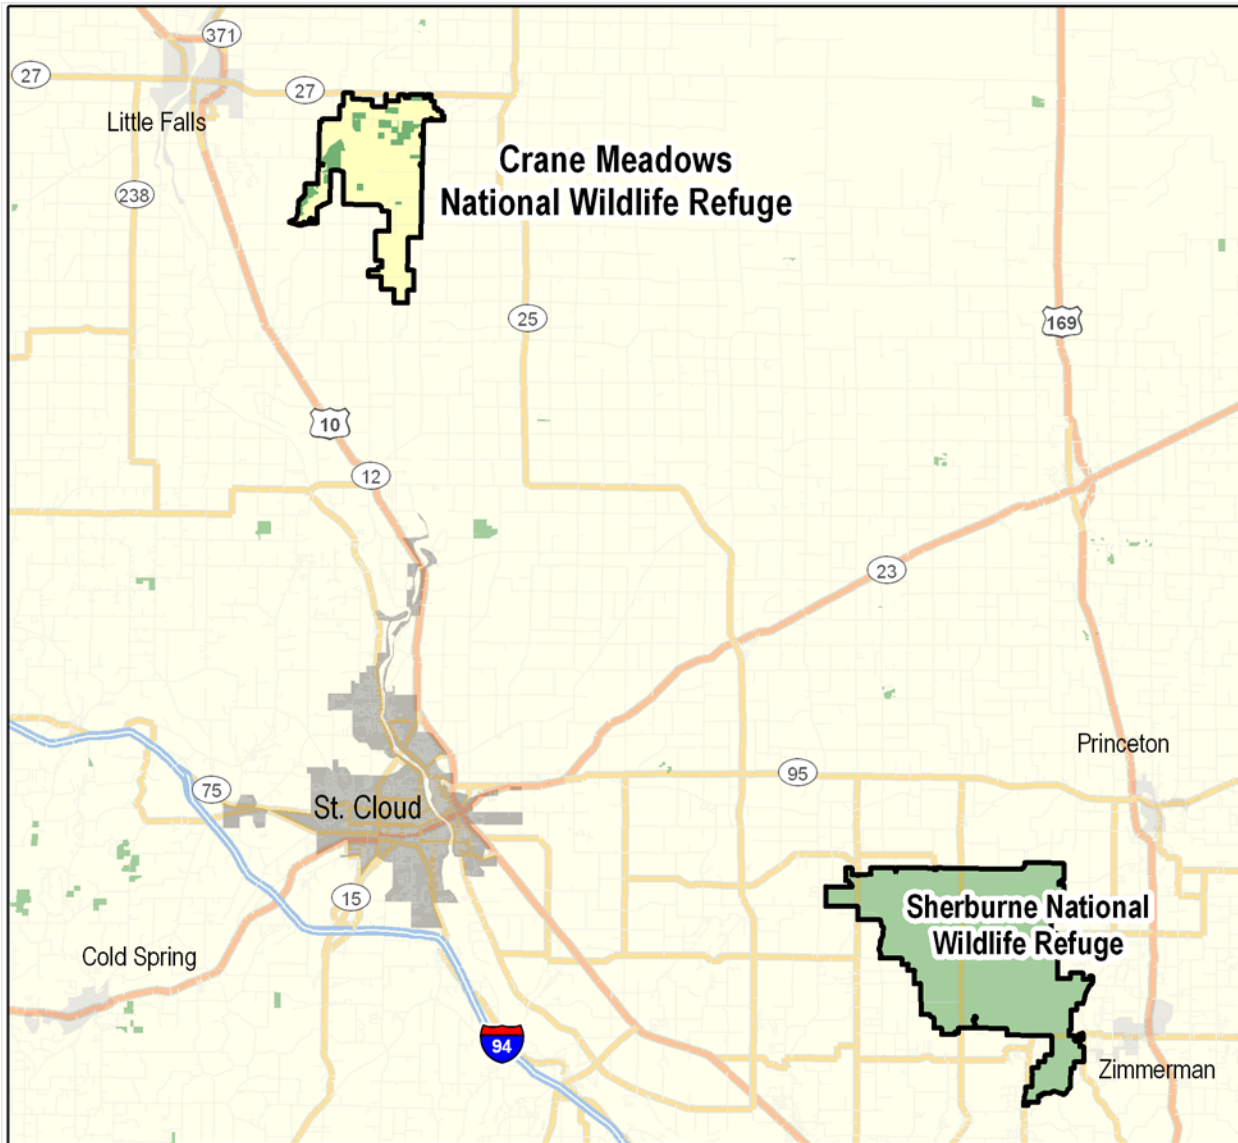 371
27
27
Little Falls
Crane Meadows
National Wildlife Refuge
238
25
169
10
12
23
Princeton
95
75
St. Cloud
15
Sherburne National
Wildlife Refuge
Cold Spring
94
Zimmerman